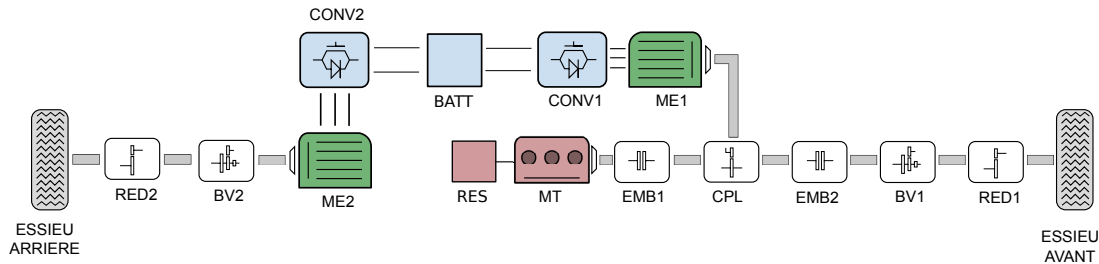 CONV2
BATT
CONV1
ME1
RED2
BV2
ME2
RES
MT
EMB1
CPL
EMB2
BV1
RED1
ESSIEU
ARRIERE
ESSIEU
AVANT